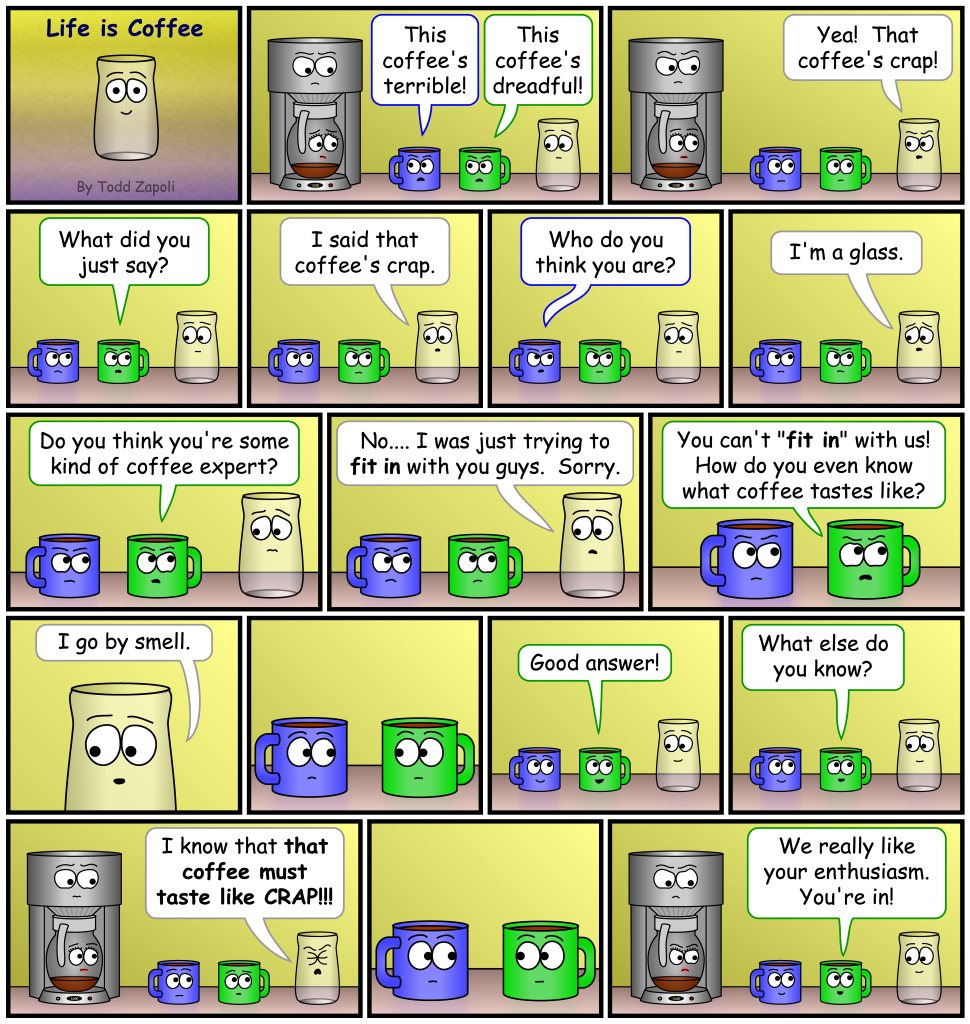 Life is Coffee
By Todd Zapoli
This
coffee's
terrible!
This
coffee's
dreadful!
Yea!  That
coffee's crap!
What did you
just say?
I said that
coffee's crap.
Who do you
think you are?
I'm a glass.
Do you think you're some
kind of coffee expert?
No.... I was just trying to
fit in with you guys.  Sorry.
You can't "fit in" with us!
How do you even know
what coffee tastes like?
I go by smell.
Good answer!
What else do
you know?
I know that that
coffee must
taste like CRAP!!!
We really like
your enthusiasm.
You're in!